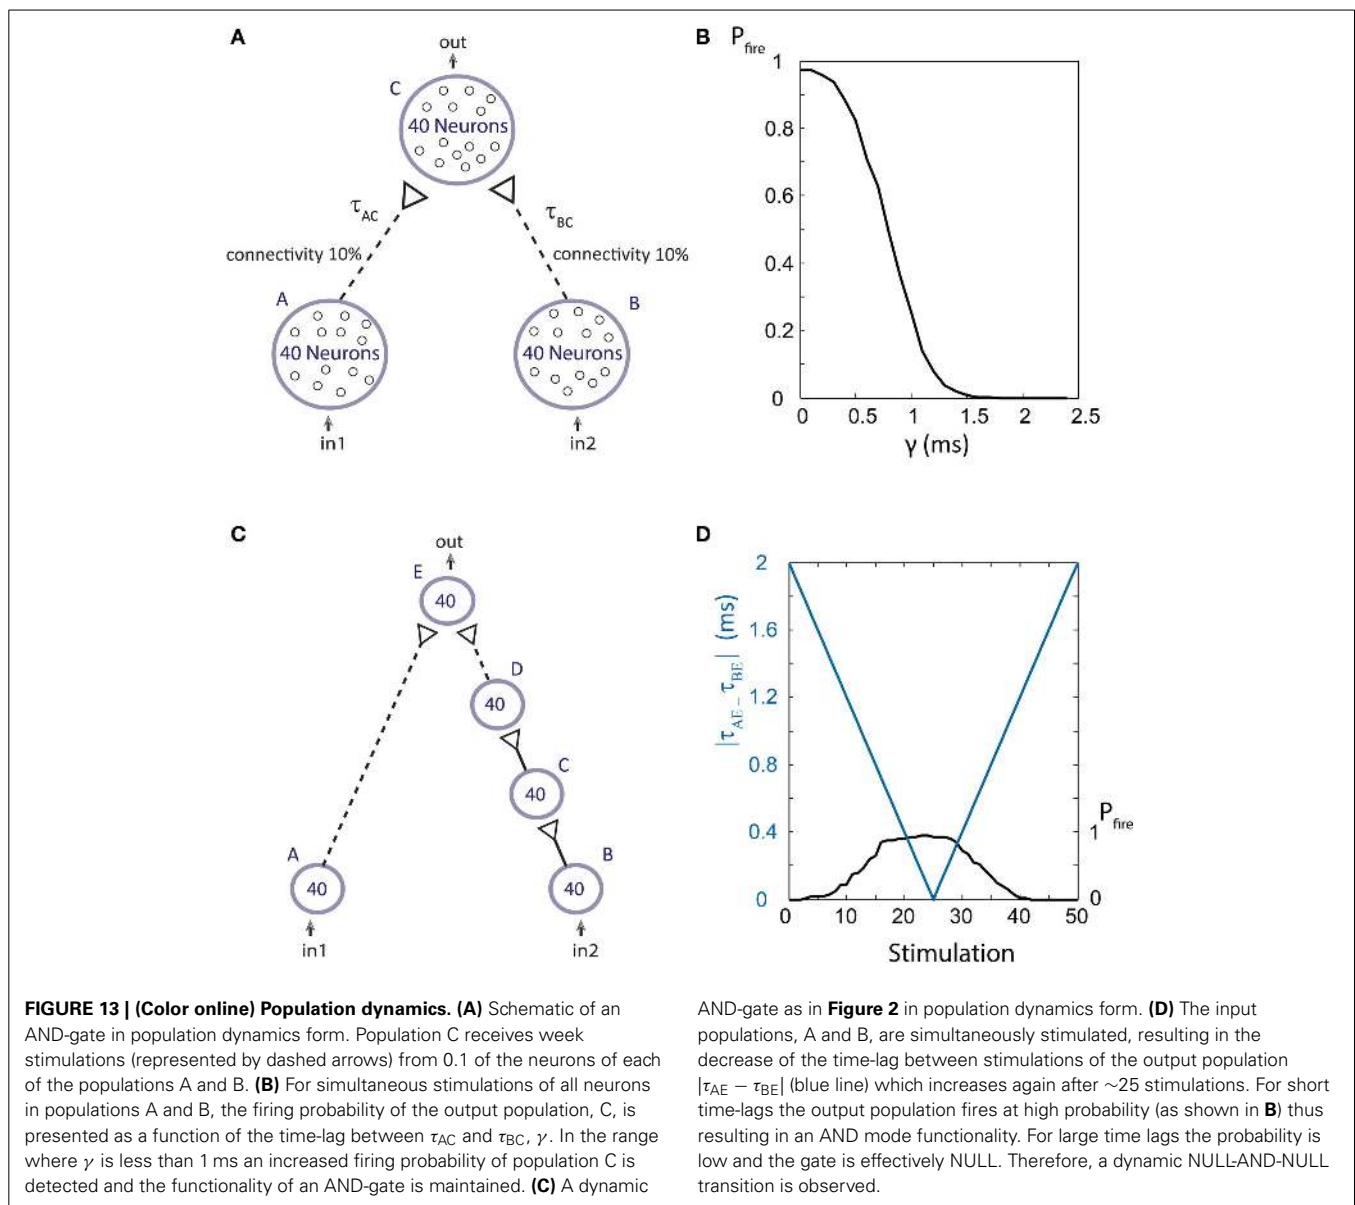 A
out
C
40 Neurons
τAC
τBC
connectivity 10%
connectivity 10%
A
B
40 Neurons
40 Neurons
in1
in2
B
Pfire
1
0.8
0.6
0.4
0.2
0
0
0.5
1
1.5
2
2.5
γ (ms)
C
out
E
40
D
40
C
40
A
B
40
40
in1
in2
D
|τAE − τBE| (ms)
2
1.6
1.2
0.8
0.4
0
Pfire
1
0
0
10
20
30
40
50
Stimulation
FIGURE 13 | (Color online) Population dynamics. (A) Schematic of an
AND-gate in population dynamics form. Population C receives week
stimulations (represented by dashed arrows) from 0.1 of the neurons of each
of the populations A and B. (B) For simultaneous stimulations of all neurons
in populations A and B, the firing probability of the output population, C, is
presented as a function of the time-lag between τAC and τBC, γ. In the range
where γ is less than 1 ms an increased firing probability of population C is
detected and the functionality of an AND-gate is maintained. (C) A dynamic
AND-gate as in Figure 2 in population dynamics form. (D) The input
populations, A and B, are simultaneously stimulated, resulting in the
decrease of the time-lag between stimulations of the output population
|τAE − τBE| (blue line) which increases again after ∼25 stimulations. For short
time-lags the output population fires at high probability (as shown in B) thus
resulting in an AND mode functionality. For large time lags the probability is
low and the gate is effectively NULL. Therefore, a dynamic NULL-AND-NULL
transition is observed.